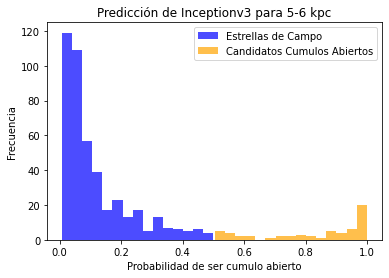 Predicción de Inceptionv3 para 5-6 kpc
Estrellas de Campo
Candidatos Cumulos Abiertos
Frecuencia
120
100
80
60
40
20
0
0.0 0.2 0.4 0.6 0.8 1.0
Probabilidad de ser cumulo abierto